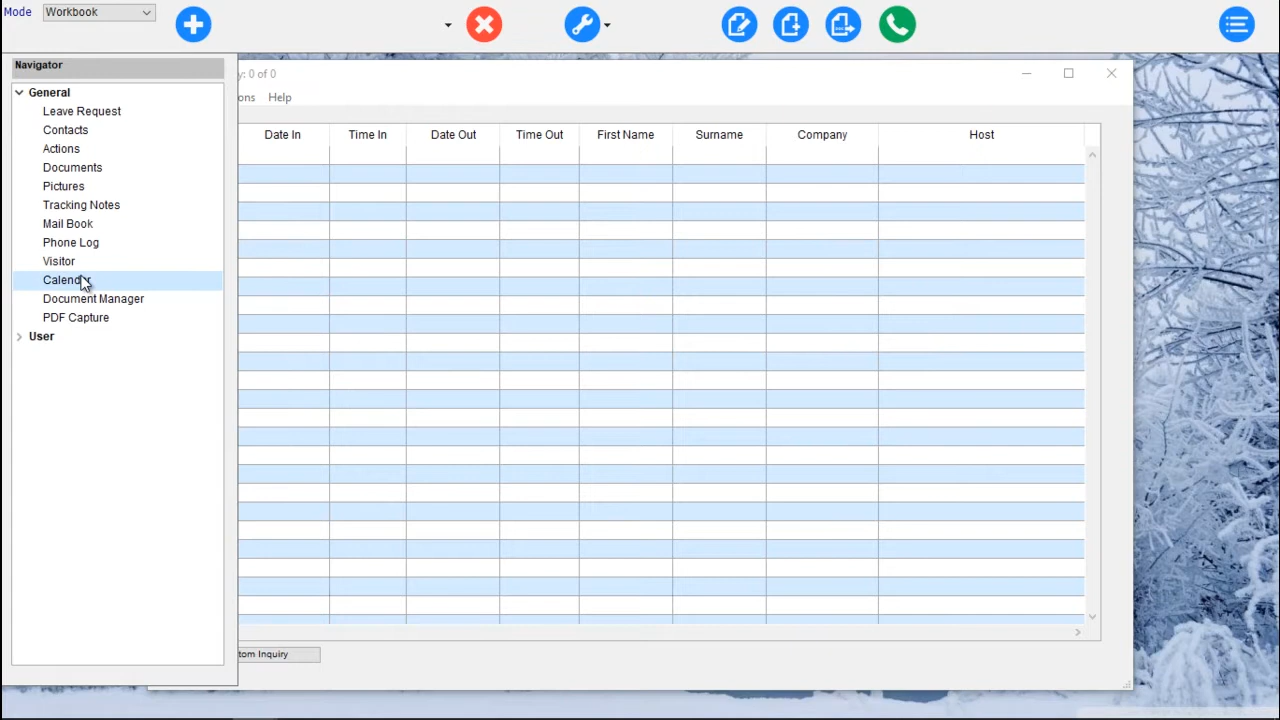 Mode Workbook
Navigator
General
Leave Request
Contacts
Actions
Documents
Pictures
Tracking Notes
Mail Book
Phone Log
Visitor
Calendar
Document Manager
PDF Capture
User
y: 0 of 0
ons Help
Date In Time In Date Out Time Out First Name Surname Company Host
tom Inquiry